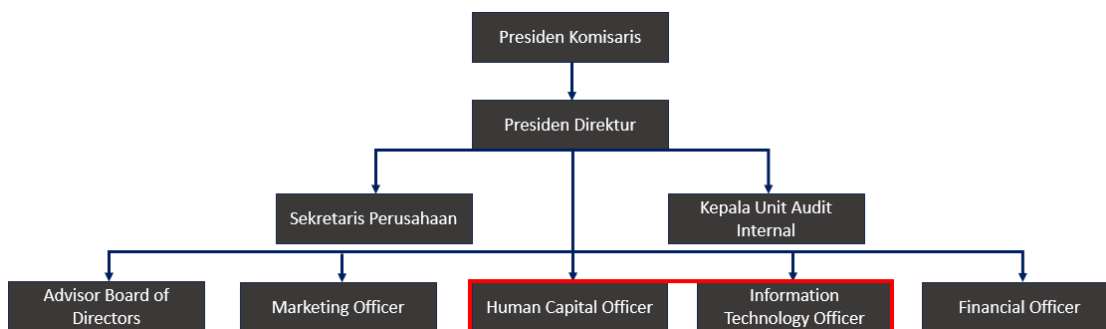 Presiden Komisaris
Presiden Direktur
Sekretaris Perusahaan
Kepala Unit Audit
Internal
Advisor Board of
Directors
Marketing Officer
Human Capital Officer
Information
Technology Officer
Financial Officer